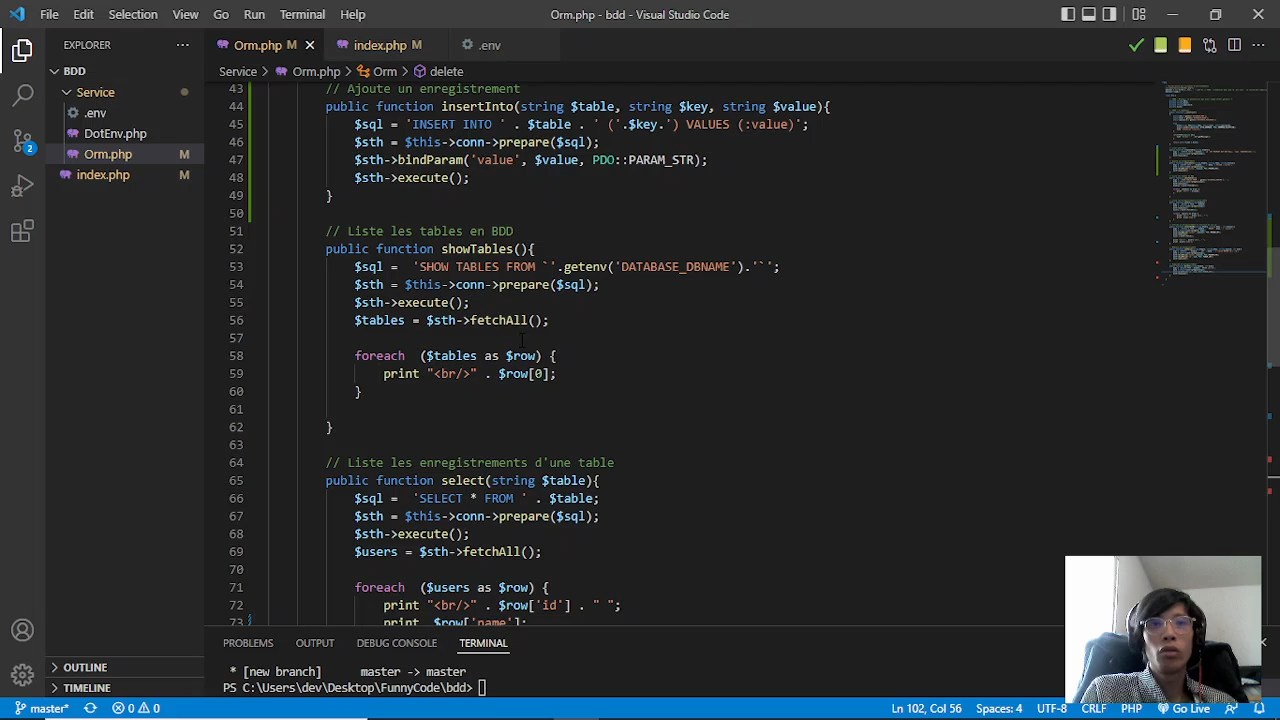 File Edit Selection View Go Run Terminal Help
Orm.php - bdd - Visual Studio Code
EXPLORER
BDD
Service
.env
DotEnv.php
Orm.php M
index.php M
OUTLINE
TIMELINE
Orm.php M index.php M .env
Service > Orm.php > Orm > delete
43 // Ajoute un enregistrement
44 public function insertInto(string $table, string $key, string $value){
45 $sql = 'INSERT INTO ' . $table . ' ('.$key.') VALUES (:value)';
46 $sth = $this->conn->prepare($sql);
47 $sth->bindParam('value', $value, PDO::PARAM_STR);
48 $sth->execute();
49 }
50
51 // Liste les tables en BDD
52 public function showTables(){
53 $sql = 'SHOW TABLES FROM `'.getenv('DATABASE_DBNAME').'`';
54 $sth = $this->conn->prepare($sql);
55 $sth->execute();
56 $tables = $sth->fetchAll();
57
58 foreach ($tables as $row) {
59 print "<br/>" . $row[0];
60 }
61
62 }
63
64 // Liste les enregistrements d'une table
65 public function select(string $table){
66 $sql = 'SELECT * FROM ' . $table;
67 $sth = $this->conn->prepare($sql);
68 $sth->execute();
69 $users = $sth->fetchAll();
70
71 foreach ($users as $row) {
72 print "<br/>" . $row['id'] . " ";
73 print $row['name'];
PROBLEMS OUTPUT DEBUG CONSOLE TERMINAL
* [new branch] master -> master
PS C:\Users\dev\Desktop\FunnyCode\bdd>
2
master* 0 0 Ln 102, Col 56 Spaces: 4 UTF-8 CRLF PHP Go Live